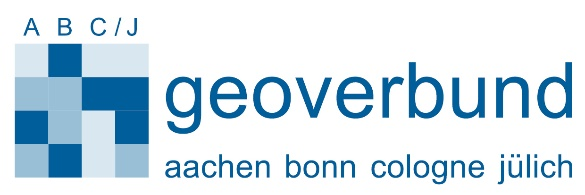 A B C / J
geoverbund
aachen bonn cologne jülich